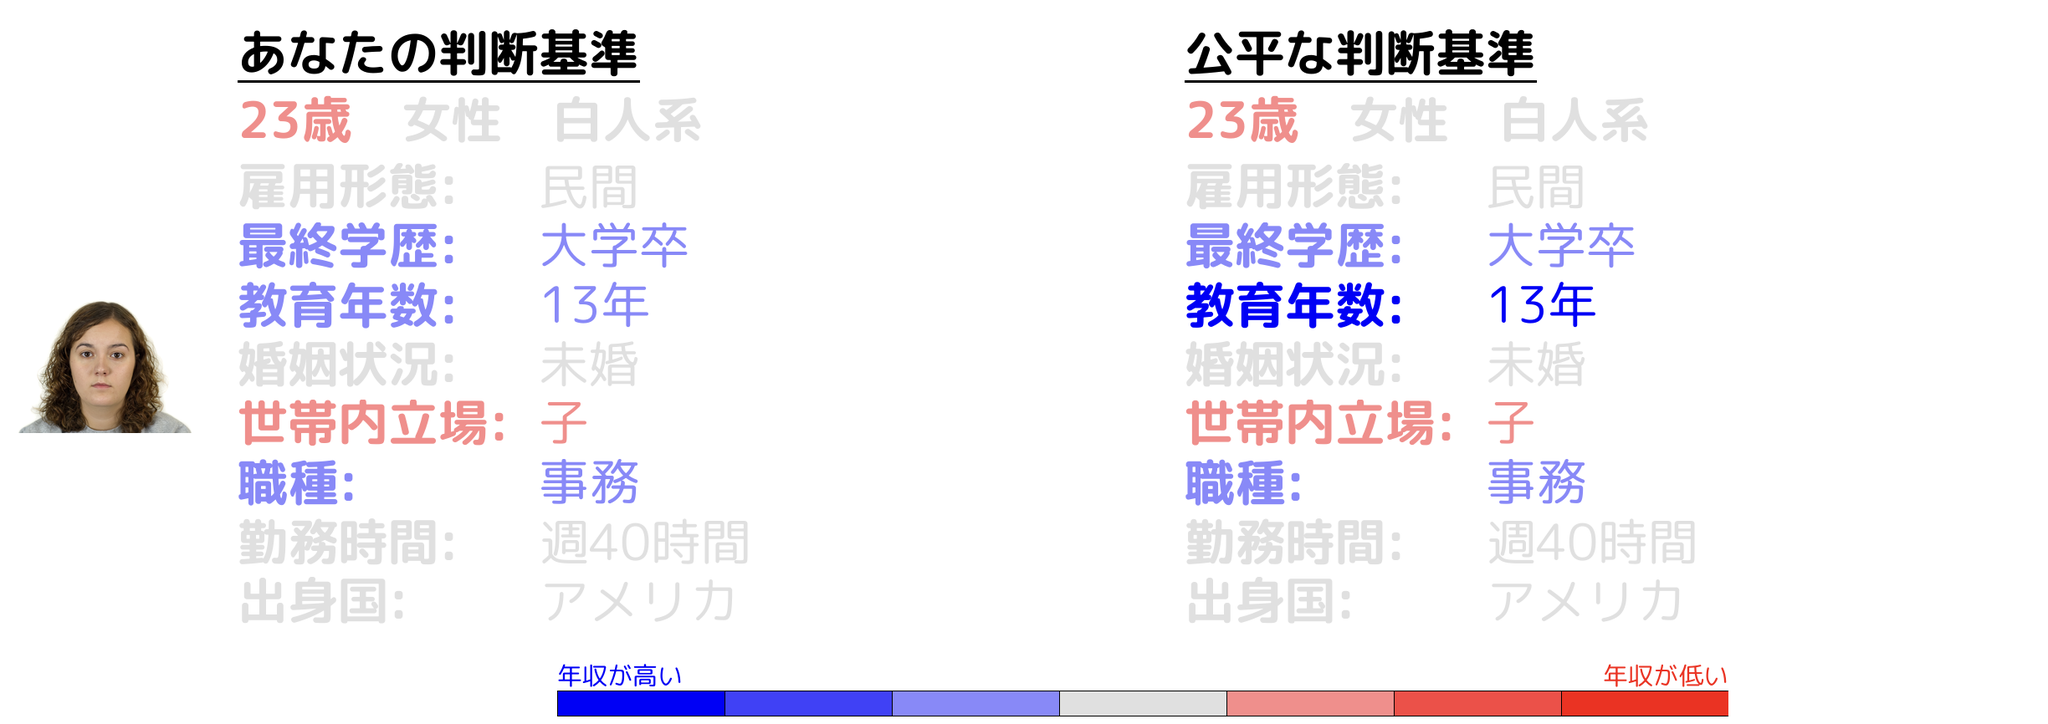 あなたの判断基準
23歳 女性 白人系
雇用形態: 民間
最終学歴: 大学卒
教育年数: 13年
婚姻状況: 未婚
世帯内立場: 子
職種: 事務
勤務時間: 週40時間
出身国: アメリカ
公平な判断基準
23歳 女性 白人系
雇用形態: 民間
最終学歴: 大学卒
教育年数: 13年
婚姻状況: 未婚
世帯内立場: 子
職種: 事務
勤務時間: 週40時間
出身国: アメリカ
年収が高い 年収が低い